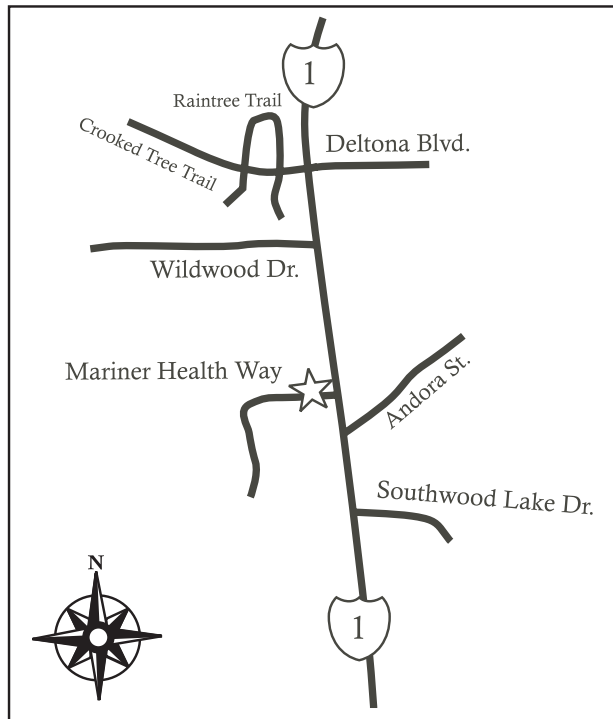 1
Raintree Trail
Crooked Tree Trail
Deltona Blvd.
Wildwood Dr.
Mariner Health Way
Andora St.
Southwood Lake Dr.
N
1